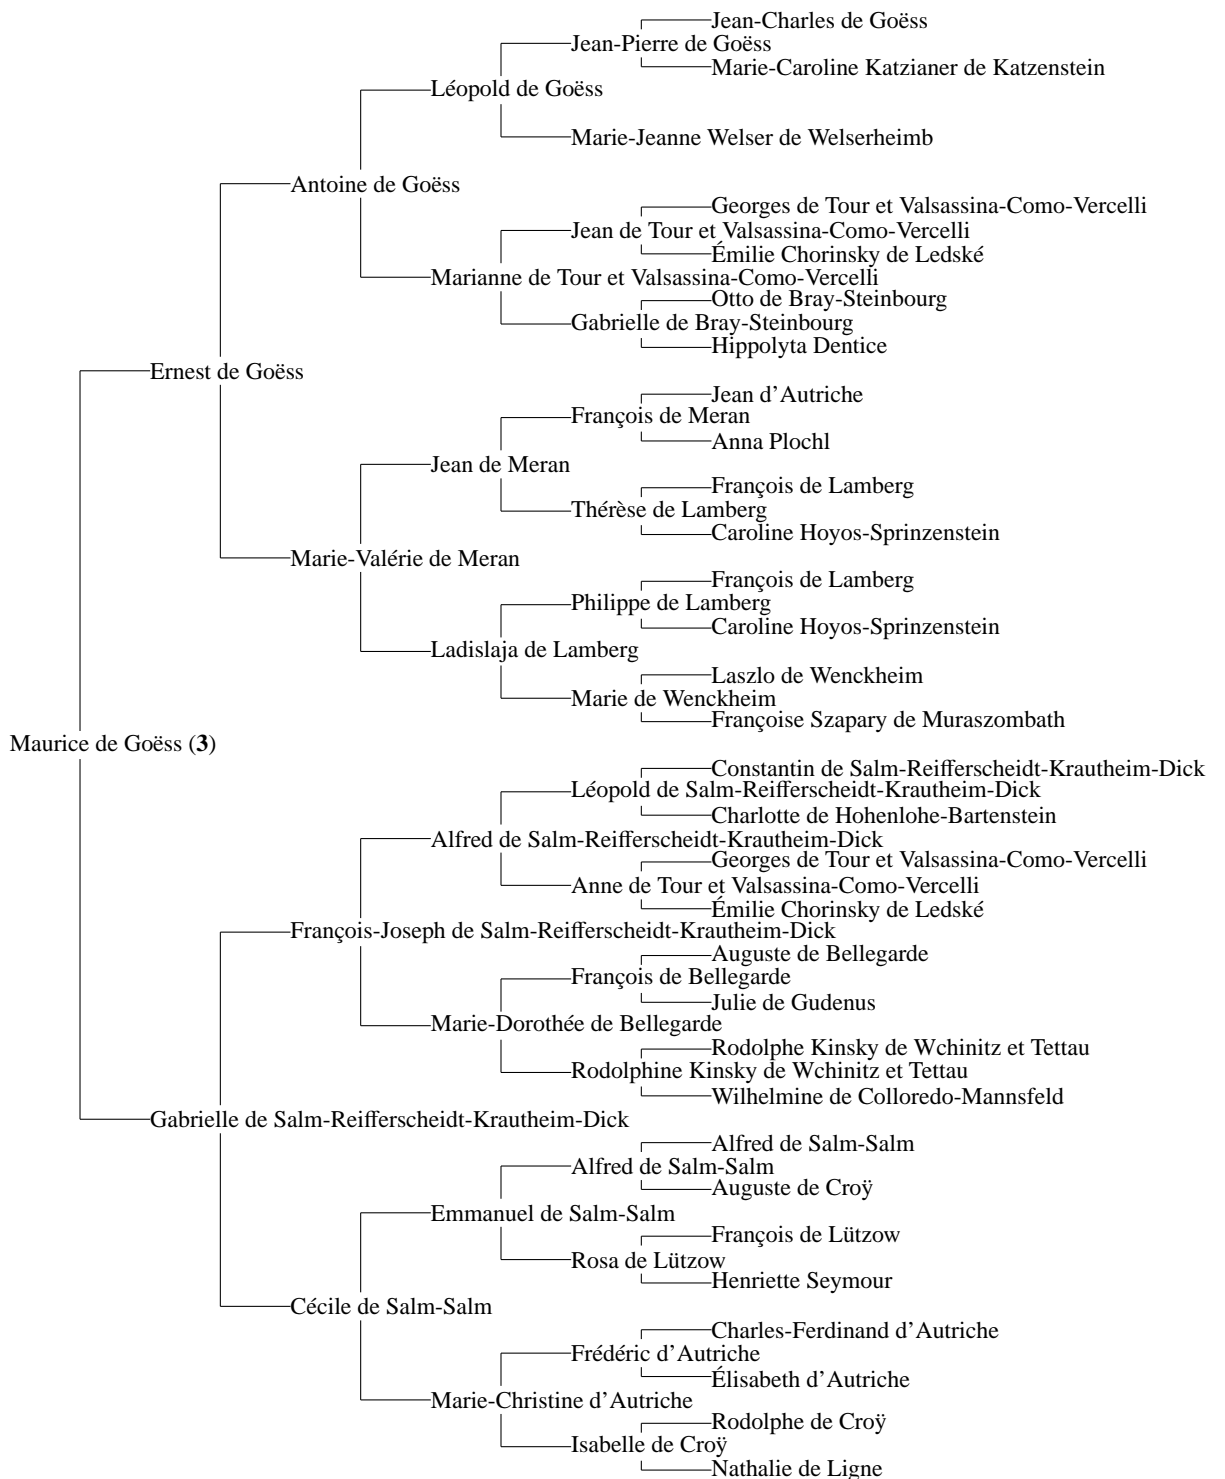 Jean-Charles de Goëss
Jean-Pierre de Goëss
Marie-Caroline Katzianer de Katzenstein
Léopold de Goëss
Marie-Jeanne Welser de Welserheimb
Antoine de Goëss
Georges de Tour et Valsassina-Como-Vercelli
Jean de Tour et Valsassina-Como-Vercelli
Émilie Chorinsky de Ledské
Marianne de Tour et Valsassina-Como-Vercelli
Otto de Bray-Steinbourg
Gabrielle de Bray-Steinbourg
Hippolyta Dentice
Ernest de Goëss
Jean d’Autriche
François de Meran
Anna Plochl
Jean de Meran
François de Lamberg
Thérèse de Lamberg
Caroline Hoyos-Sprinzenstein
Marie-Valérie de Meran
François de Lamberg
Philippe de Lamberg
Caroline Hoyos-Sprinzenstein
Ladislaja de Lamberg
Laszlo de Wenckheim
Marie de Wenckheim
Françoise Szapary de Muraszombath
Maurice de Goëss (3)
Constantin de Salm-Reifferscheidt-Krautheim-Dick
Léopold de Salm-Reifferscheidt-Krautheim-Dick
Charlotte de Hohenlohe-Bartenstein
Alfred de Salm-Reifferscheidt-Krautheim-Dick
Georges de Tour et Valsassina-Como-Vercelli
Anne de Tour et Valsassina-Como-Vercelli
Émilie Chorinsky de Ledské
François-Joseph de Salm-Reifferscheidt-Krautheim-Dick
Auguste de Bellegarde
François de Bellegarde
Julie de Gudenus
Marie-Dorothée de Bellegarde
Rodolphe Kinsky de Wchinitz et Tettau
Rodolphine Kinsky de Wchinitz et Tettau
Wilhelmine de Colloredo-Mannsfeld
Gabrielle de Salm-Reifferscheidt-Krautheim-Dick
Alfred de Salm-Salm
Alfred de Salm-Salm
Auguste de Croÿ
Emmanuel de Salm-Salm
François de Lützow
Rosa de Lützow
Henriette Seymour
Cécile de Salm-Salm
Charles-Ferdinand d’Autriche
Frédéric d’Autriche
Élisabeth d’Autriche
Marie-Christine d’Autriche
Rodolphe de Croÿ
Isabelle de Croÿ
Nathalie de Ligne